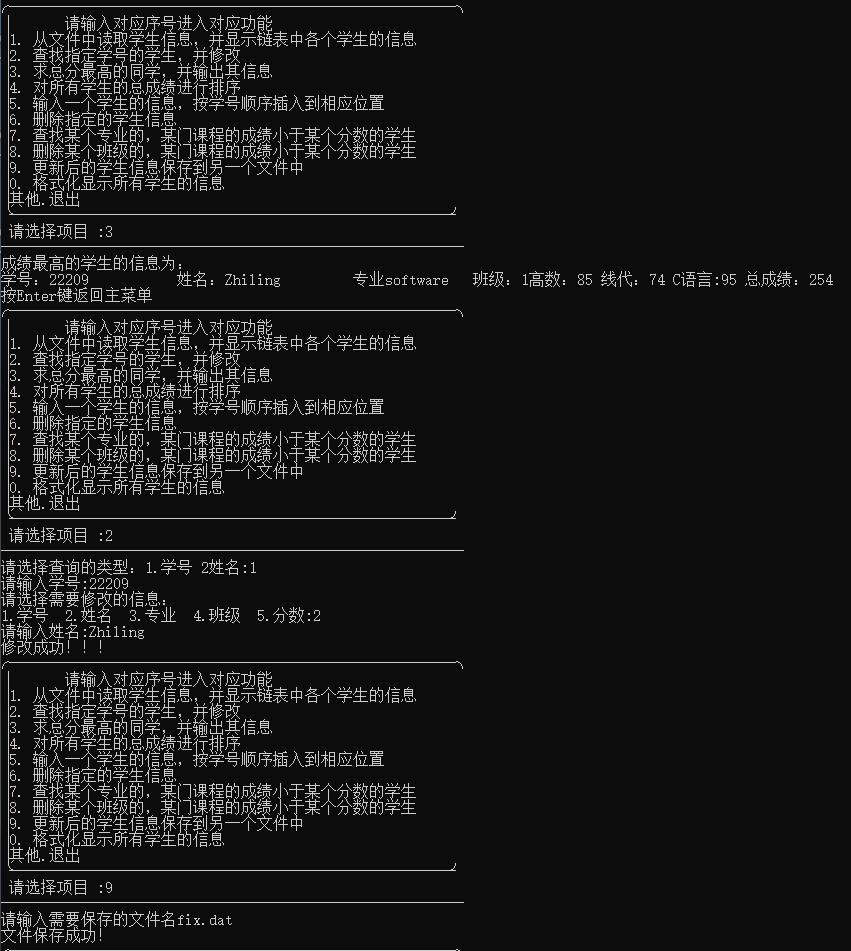 请输入对应序号进入对应功能
1. 从文件中读取学生信息，并显示链表中各个学生的信息
2. 查找指定学号的学生，并修改
3. 求总分最高的同学，并输出其信息
4. 对所有学生的总成绩进行排序
5. 输入一个学生的信息，按学号顺序插入到相应位置
6. 删除指定的学生信息
7. 查找某个专业的，某门课程的成绩小于某个分数的学生
8. 删除某个班级的，某门课程的成绩小于某个分数的学生
9. 更新后的学生信息保存到另一个文件中
0. 格式化显示所有学生的信息
其他.退出
请选择项目 :3
成绩最高的学生的信息为：
学号：22209 姓名：Zhiling 专业software 班级：1高数：85 线代：74 C语言:95 总成绩：254
按Enter键返回主菜单
请输入对应序号进入对应功能
1. 从文件中读取学生信息，并显示链表中各个学生的信息
2. 查找指定学号的学生，并修改
3. 求总分最高的同学，并输出其信息
4. 对所有学生的总成绩进行排序
5. 输入一个学生的信息，按学号顺序插入到相应位置
6. 删除指定的学生信息
7. 查找某个专业的，某门课程的成绩小于某个分数的学生
8. 删除某个班级的，某门课程的成绩小于某个分数的学生
9. 更新后的学生信息保存到另一个文件中
0. 格式化显示所有学生的信息
其他.退出
请选择项目 :2
请选择查询的类型：1.学号 2姓名:1
请输入学号:22209
请选择需要修改的信息：
1.学号 2.姓名 3.专业 4.班级 5.分数:2
请输入姓名:Zhiling
修改成功！！！
请输入对应序号进入对应功能
1. 从文件中读取学生信息，并显示链表中各个学生的信息
2. 查找指定学号的学生，并修改
3. 求总分最高的同学，并输出其信息
4. 对所有学生的总成绩进行排序
5. 输入一个学生的信息，按学号顺序插入到相应位置
6. 删除指定的学生信息
7. 查找某个专业的，某门课程的成绩小于某个分数的学生
8. 删除某个班级的，某门课程的成绩小于某个分数的学生
9. 更新后的学生信息保存到另一个文件中
0. 格式化显示所有学生的信息
其他.退出
请选择项目 :9
请输入需要保存的文件名fix.dat
文件保存成功!